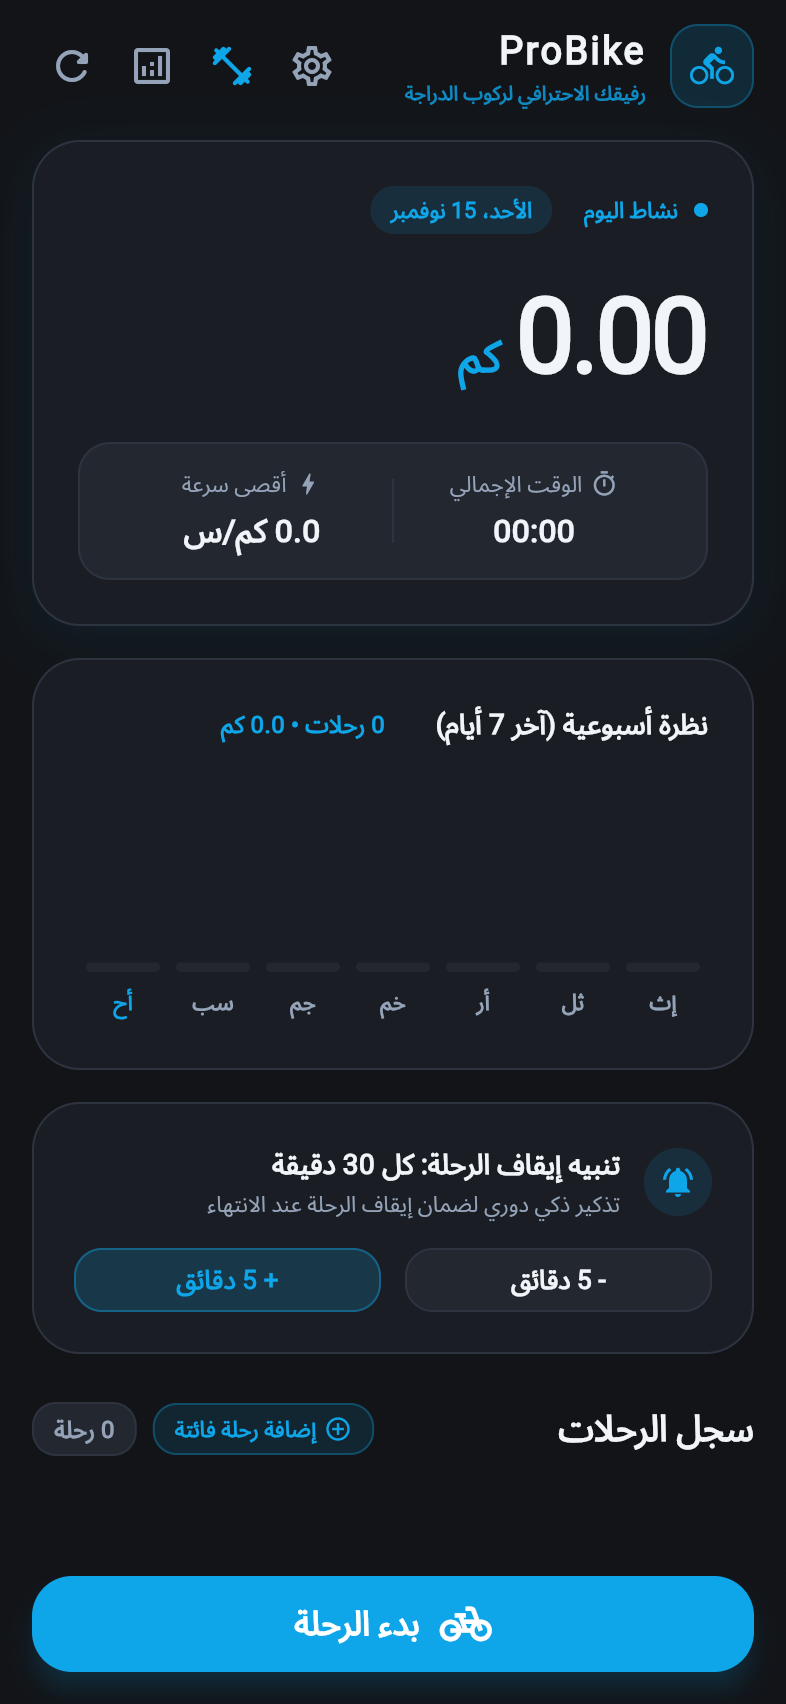 ProBike
رفيقك الاحترافي لركوب الدراجة
نشاط اليوم
الأحد، 15 نوفمبر
0.00 كم
الوقت الإجمالي
00:00
أقصى سرعة
0.0 كم/س
نظرة أسبوعية (آخر 7 أيام)
0 رحلات • 0.0 كم
إث
ثل
أر
خم
جم
سب
أح
تنبيه إيقاف الرحلة: كل 30 دقيقة
تذكير ذكي دوري لضمان إيقاف الرحلة عند الانتهاء
- 5 دقائق
+ 5 دقائق
سجل الرحلات
إضافة رحلة فائتة
0 رحلة
بدء الرحلة